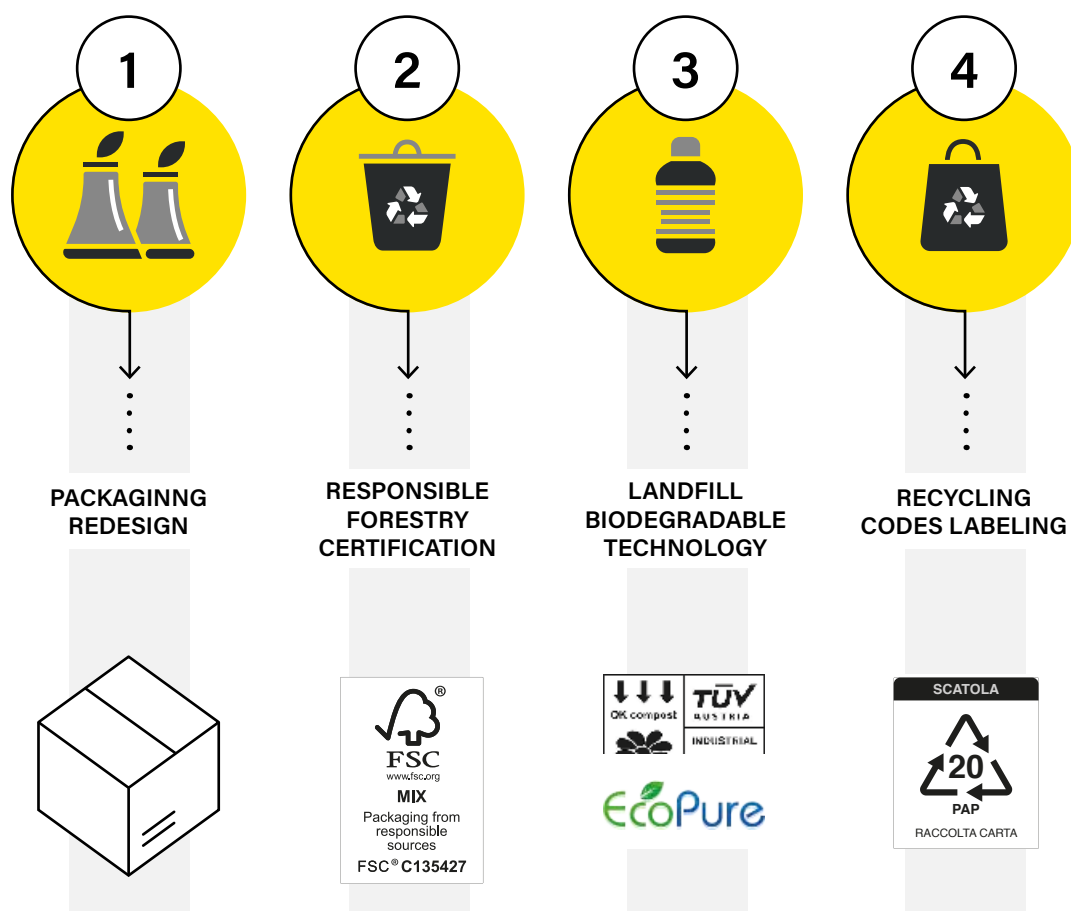 1
2
3
4
PACKAGINNG
REDESIGN
RESPONSIBLE
FORESTRY
CERTIFICATION
LANDFILL
BIODEGRADABLE
TECHNOLOGY
RECYCLING
CODES LABELING
®
FSC
www.fsc.org
MIX
Packaging from
responsible
sources
FSC® C135427
OK compost
TÜV
AUSTRIA
INDUSTRIAL
EcoPure
SCATOLA
20
PAP
RACCOLTA CARTA